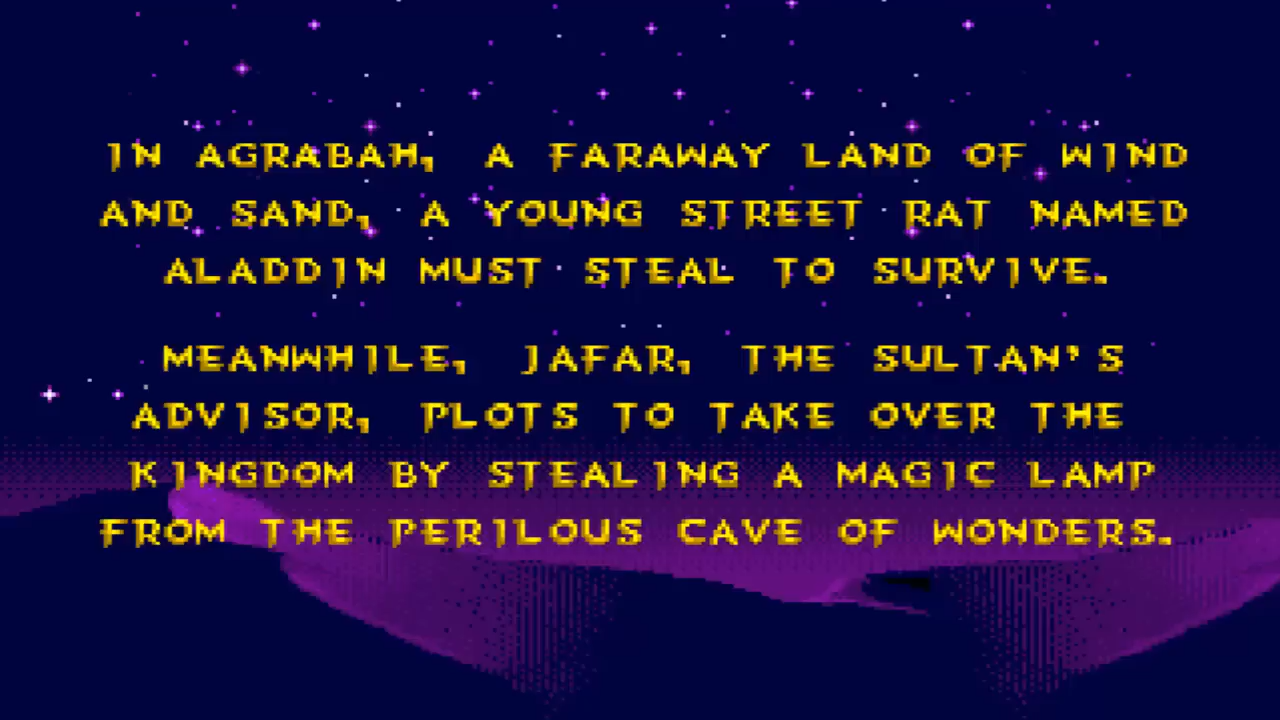 IN AGRABAH, A FARAWAY LAND OF WIND
AND SAND, A YOUNG STREET RAT NAMED
ALADDIN MUST STEAL TO SURVIVE.
MEANWHILE, JAFAR, THE SULTAN'S
ADVISOR, PLOTS TO TAKE OVER THE
KINGDOM BY STEALING A MAGIC LAMP
FROM THE PERILOUS CAVE OF WONDERS.